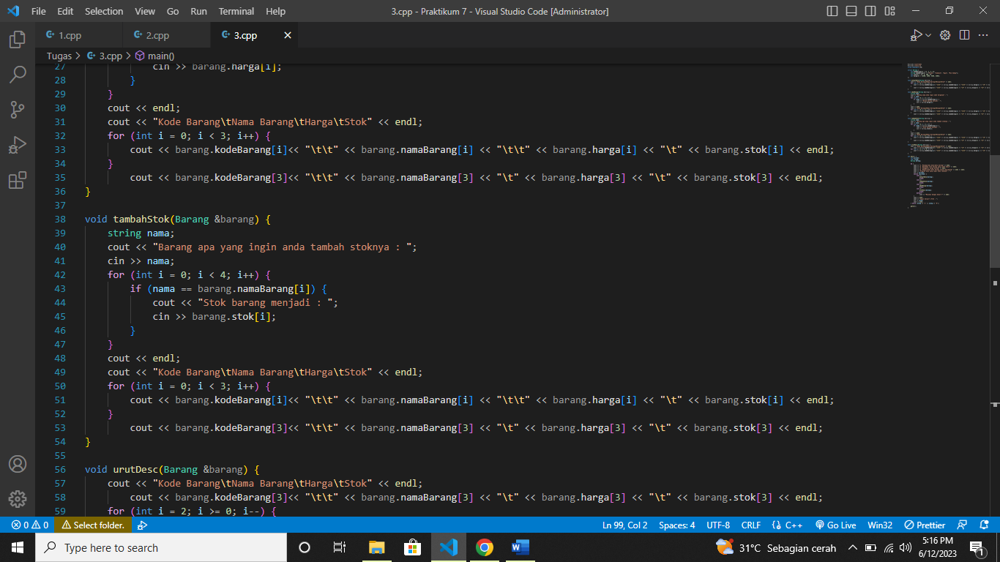 File Edit Selection View Go Run Terminal Help 3.cpp - Praktikum 7 - Visual Studio Code [Administrator]
1.cpp 2.cpp 3.cpp
Tugas > 3.cpp > main()
27 cin >> barang.harga[i];
28 }
29 }
30 cout << endl;
31 cout << "Kode Barang\tNama Barang\tHarga\tStok" << endl;
32 for (int i = 0; i < 3; i++) {
33 cout << barang.kodeBarang[i]<< "\t\t" << barang.namaBarang[i] << "\t\t" << barang.harga[i] << "\t" << barang.stok[i] << endl;
34 }
35 cout << barang.kodeBarang[3]<< "\t\t" << barang.namaBarang[3] << "\t" << barang.harga[3] << "\t" << barang.stok[3] << endl;
36 }
37
38 void tambahStok(Barang &barang) {
39 string nama;
40 cout << "Barang apa yang ingin anda tambah stoknya : ";
41 cin >> nama;
42 for (int i = 0; i < 4; i++) {
43 if (nama == barang.namaBarang[i]) {
44 cout << "Stok barang menjadi : ";
45 cin >> barang.stok[i];
46 }
47 }
48 cout << endl;
49 cout << "Kode Barang\tNama Barang\tHarga\tStok" << endl;
50 for (int i = 0; i < 3; i++) {
51 cout << barang.kodeBarang[i]<< "\t\t" << barang.namaBarang[i] << "\t\t" << barang.harga[i] << "\t" << barang.stok[i] << endl;
52 }
53 cout << barang.kodeBarang[3]<< "\t\t" << barang.namaBarang[3] << "\t" << barang.harga[3] << "\t" << barang.stok[3] << endl;
54 }
55
56 void urutDesc(Barang &barang) {
57 cout << "Kode Barang\tNama Barang\tHarga\tStok" << endl;
58 cout << barang.kodeBarang[3]<< "\t\t" << barang.namaBarang[3] << "\t" << barang.harga[3] << "\t" << barang.stok[3] << endl;
59 for (int i = 2; i >= 0; i--) {
0 0 Select folder. Ln 99, Col 2 Spaces: 4 UTF-8 CRLF C++ Go Live Win32 Prettier
Type here to search 31°C Sebagian cerah 5:16 PM
6/12/2023 1